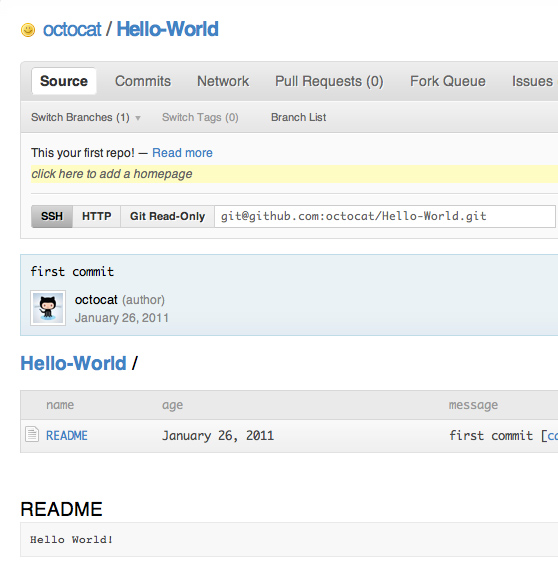 octocat / Hello-World
Source Commits Network Pull Requests (0) Fork Queue Issues
Switch Branches (1) Switch Tags (0) Branch List
This your first repo! — Read more
click here to add a homepage
SSH HTTP Git Read-Only git@github.com:octocat/Hello-World.git
first commit
octocat (author)
January 26, 2011
Hello-World /
name age message
README January 26, 2011 first commit [
README
Hello World!